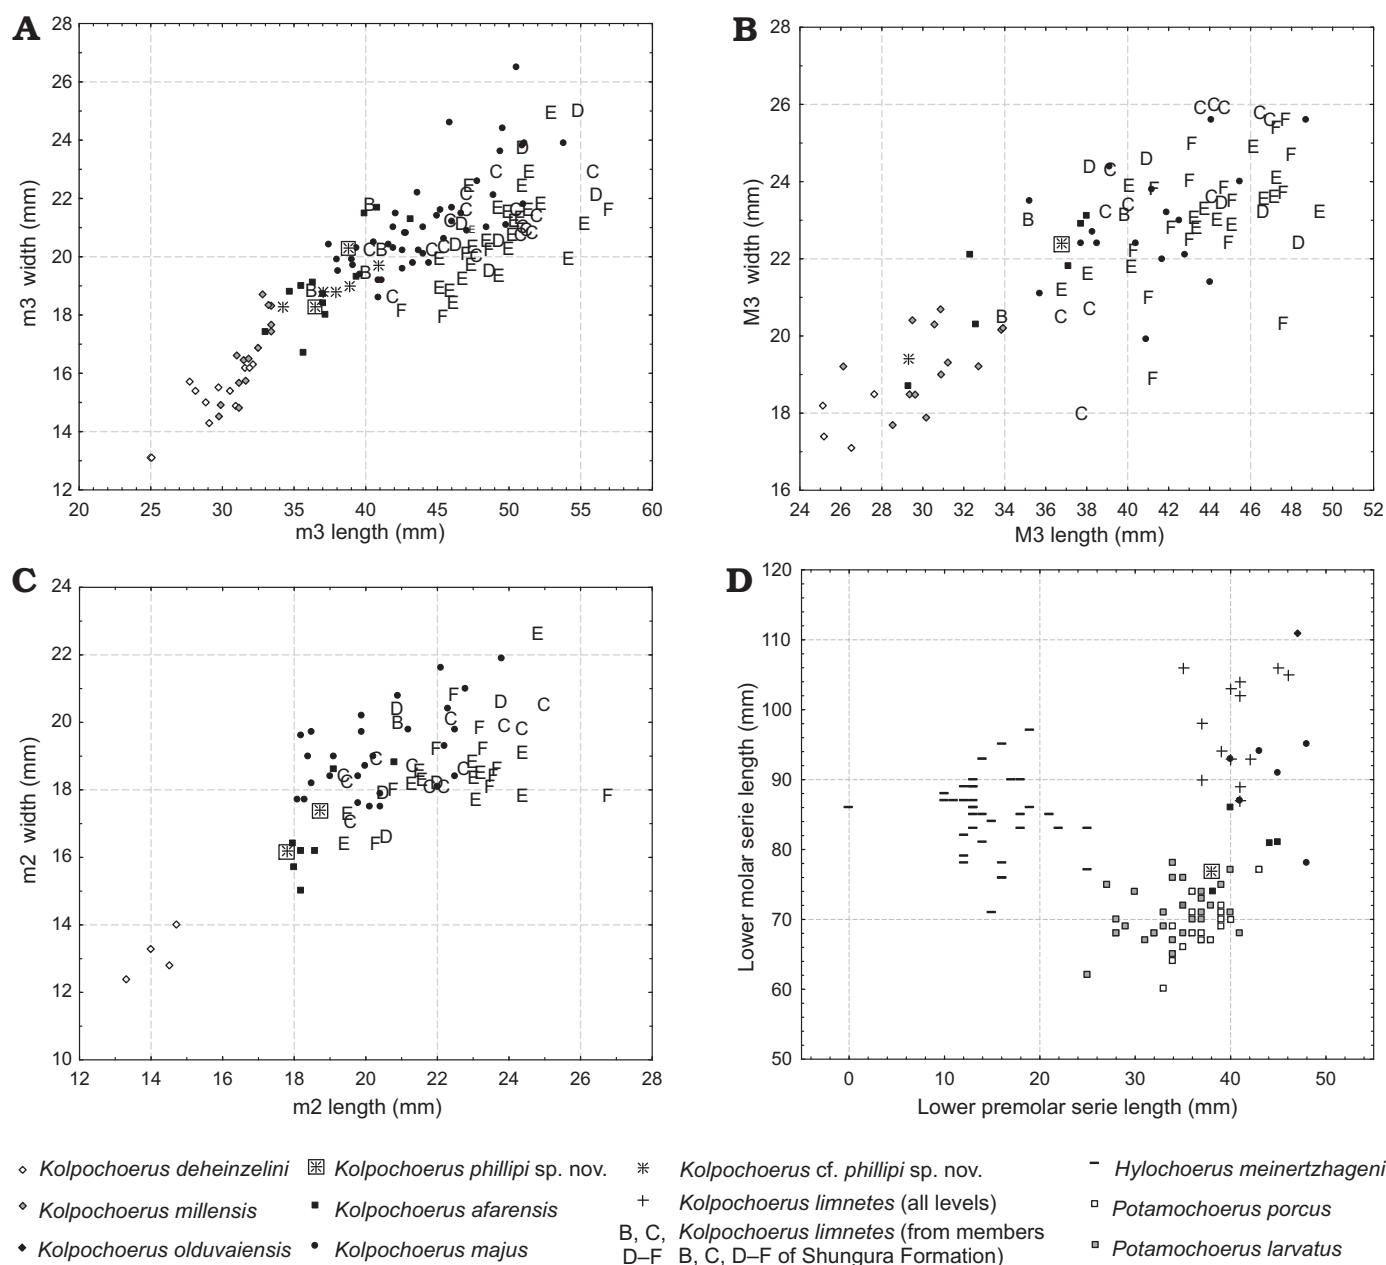 A
28
26
24
22
20
18
16
14
12
20 25 30 35 40 45 50 55 60
m3 width (mm)
m3 length (mm)
B
28
26
24
22
20
18
16
24 26 28 30 32 34 36 38 40 42 44 46 48 50 52
M3 width (mm)
M3 length (mm)
C
24
22
20
18
16
14
12
10
12 14 16 18 20 22 24 26 28
m2 width (mm)
m2 length (mm)
D
120
110
100
90
80
70
60
50
0 10 20 30 40 50
Lower molar serie length (mm)
Lower premolar serie length (mm)
Kolpochoerus deheinzelini
Kolpochoerus millensis
Kolpochoerus olduvaiensis
Kolpochoerus phillipi sp. nov.
Kolpochoerus afarensis
Kolpochoerus majus
Kolpochoerus cf. phillipi sp. nov.
Kolpochoerus limnetes (all levels)
B, C, Kolpochoerus limnetes (from members
D–F B, C, D–F of Shungura Formation)
Hylochoerus meinertzhageni
Potamochoerus porcus
Potamochoerus larvatus